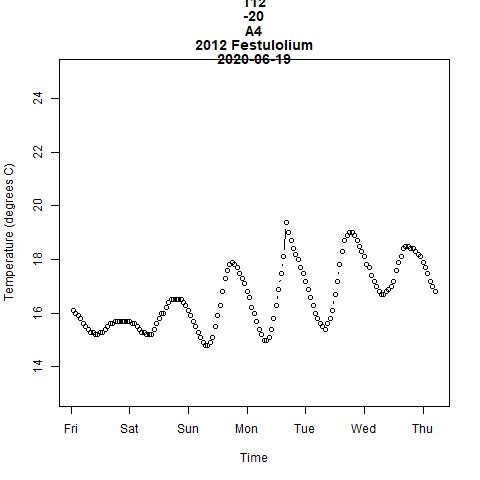 T12
-20
A4
2012 Festulolium
2020-06-19
Temperature (degrees C)
24
22
20
18
16
14
Fri Sat Sun Mon Tue Wed Thu
Time